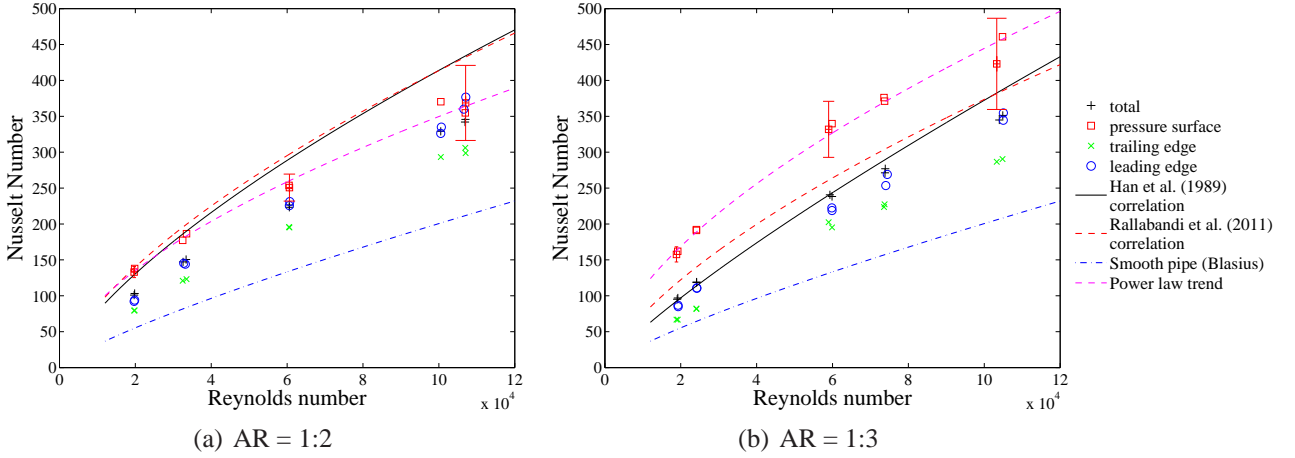 500
450
400
350
300
250
200
150
100
50
0
Nusselt Number
0 2 4 6 8 10 12
Reynolds number
x 10^4
(a) AR = 1:2
500
450
400
350
300
250
200
150
100
50
0
Nusselt Number
0 2 4 6 8 10 12
Reynolds number
x 10^4
(b) AR = 1:3
total
pressure surface
trailing edge
leading edge
Han et al. (1989)
correlation
Rallabandi et al. (2011)
correlation
Smooth pipe (Blasius)
Power law trend